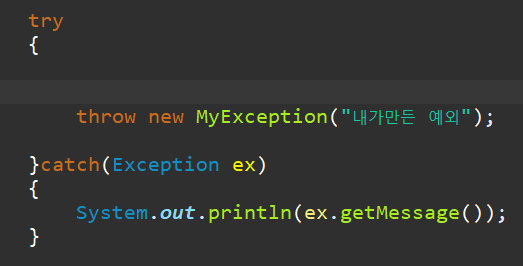 try
{
throw new MyException("내가만든 예외");
}catch(Exception ex)
{
System.out.println(ex.getMessage());
}